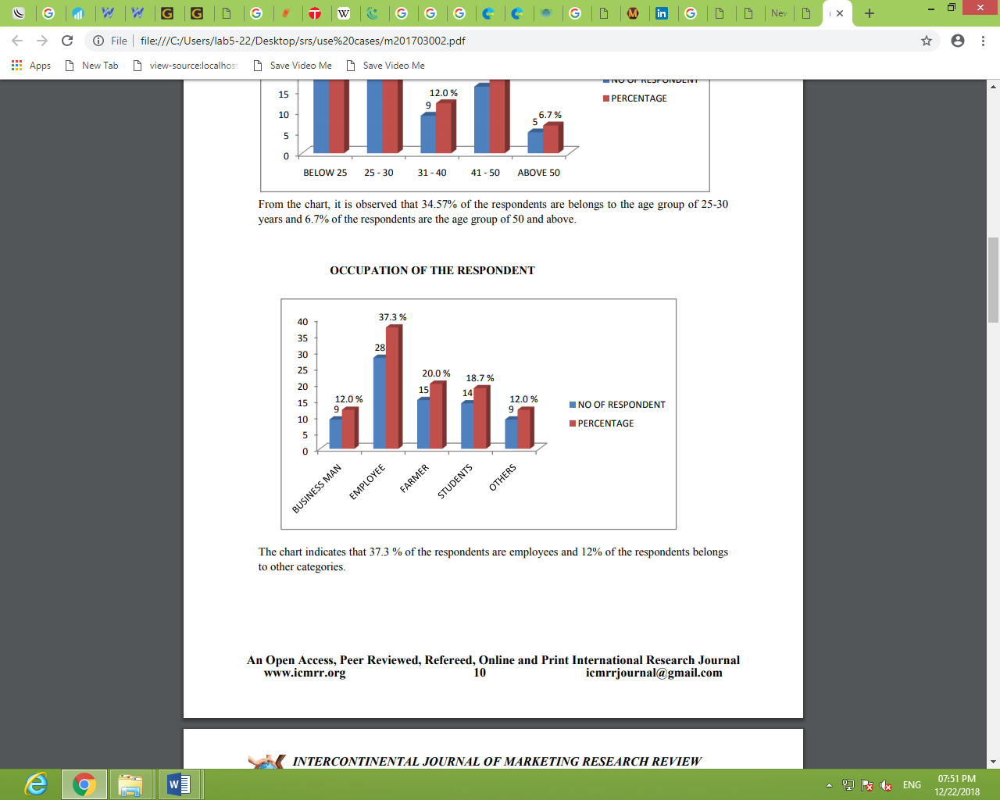 New
File
file:///C:/Users/lab5-22/Desktop/srs/use%20cases/m201703002.pdf
Apps
New Tab
view-source:localhost
Save Video Me
Save Video Me
NO OF RESPONDENT
PERCENTAGE
15
10
5
0
9
12.0 %
5
6.7 %
BELOW 25
25 - 30
31 - 40
41 - 50
ABOVE 50
From the chart, it is observed that 34.57% of the respondents are belongs to the age group of 25-30
years and 6.7% of the respondents are the age group of 50 and above.
OCCUPATION OF THE RESPONDENT
40
35
30
25
20
15
10
5
0
9
12.0 %
28
37.3 %
15
20.0 %
14
18.7 %
9
12.0 %
BUSINESS MAN
EMPLOYEE
FARMER
STUDENTS
OTHERS
NO OF RESPONDENT
PERCENTAGE
The chart indicates that 37.3 % of the respondents are employees and 12% of the respondents belongs
to other categories.
An Open Access, Peer Reviewed, Refereed, Online and Print International Research Journal
www.icmrr.org 10 icmrrjournal@gmail.com
INTERCONTINENTAL JOURNAL OF MARKETING RESEARCH REVIEW
ENG
07:51 PM
12/22/2018